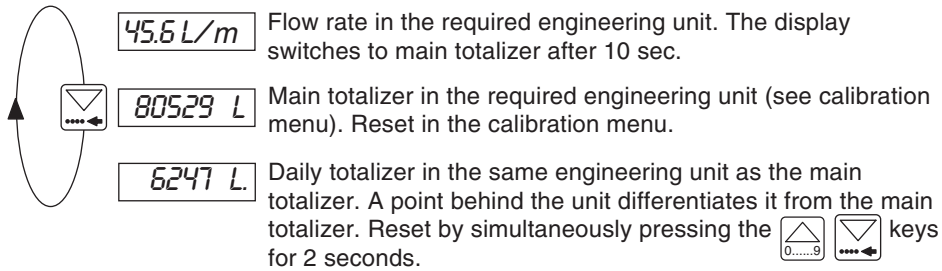 45.6 L/m Flow rate in the required engineering unit. The display
switches to main totalizer after 10 sec.
80529 L Main totalizer in the required engineering unit (see calibration
menu). Reset in the calibration menu.
6247 L. Daily totalizer in the same engineering unit as the main
totalizer. A point behind the unit differentiates it from the main
totalizer. Reset by simultaneously pressing the 0......9 keys
for 2 seconds.